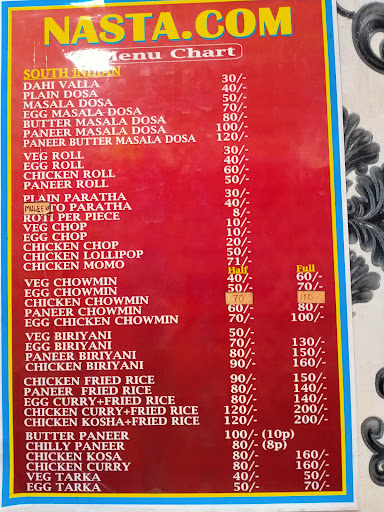 NASTA.COM
Menu Chart
SOUTH INDIAN
DAHI VALLA 30/-
PLAIN DOSA 40/-
MASALA DOSA
EGG MASALA DOSA 70/-
BUTTER MASALA DOSA 80/-
PANEER MASALA DOSA 100/-
PANEER BUTTER MASALA DOSA 120/-
VEG ROLL 30/-
EGG ROLL 40/-
CHICKEN ROLL 60/-
PANEER ROLL 50/-
PLAIN PARATHA 30/-
O PARATHA 40/-
ROTI PER PIECE 8/-
VEG CHOP 10/-
EGG CHOP 10/-
CHICKEN CHOP 20/-
CHICKEN LOLLIPOP 50/-
CHICKEN MOMO 71/-
Half Full
VEG CHOWMIN 40/- 60/-
EGG CHOWMIN 50/- 70/-
CHICKEN CHOWMIN 70
PANEER CHOWMIN 60/- 80/-
EGG CHICKEN CHOWMIN 70/- 100/-
VEG BIRIYANI 50/-
EGG BIRIYANI 70/- 130/-
PANEER BIRIYANI 80/- 150/-
CHICKEN BIRIYANI 90/- 160/-
CHICKEN FRIED RICE 90/- 150/-
PANEER FRIED RICE 80/- 140/-
EGG CURRY+FRIED RICE 80/- 140/-
CHICKEN CURRY+FRIED RICE 120/- 200/-
CHICKEN KOSHA+FRIED RICE 120/- 200/-
BUTTER PANEER 100/- (10p)
CHILLY PANEER 80/- (8p)
CHICKEN KOSA 80/- 160/-
CHICKEN CURRY 80/- 160/-
VEG TARKA 40/- 50/-
EGG TARKA 50/- 70/-